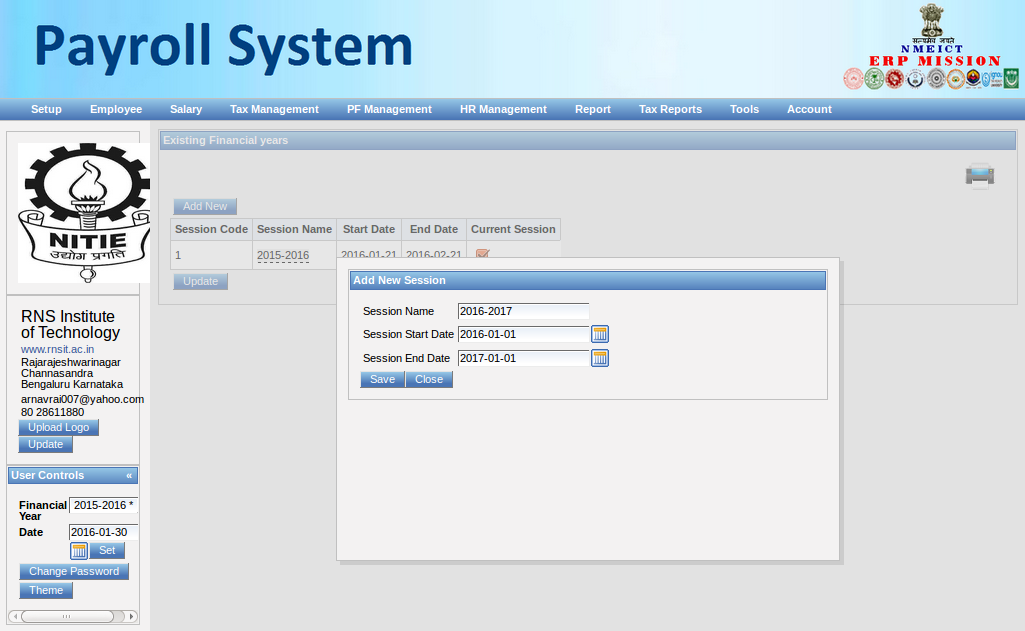 Payroll System
सत्यमेव जयते
NMEICT
ERP MISSION
Setup Employee Salary Tax Management PF Management HR Management Report Tax Reports Tools Account
NITIE
उद्योग प्रगति
RNS Institute
of Technology
www.rnsit.ac.in
Rajarajeshwarinagar
Channasandra
Bengaluru Karnataka
arnavrai007@yahoo.com
80 28611880
Upload Logo
Update
User Controls «
Financial Year 2015-2016 *
Date 2016-01-30
Set
Change Password
Theme
Existing Financial years
Add New
Session Code Session Name Start Date End Date Current Session
1 2015-2016 2016-01-21 2016-02-21
Update
Add New Session
Session Name 2016-2017
Session Start Date 2016-01-01
Session End Date 2017-01-01
Save Close